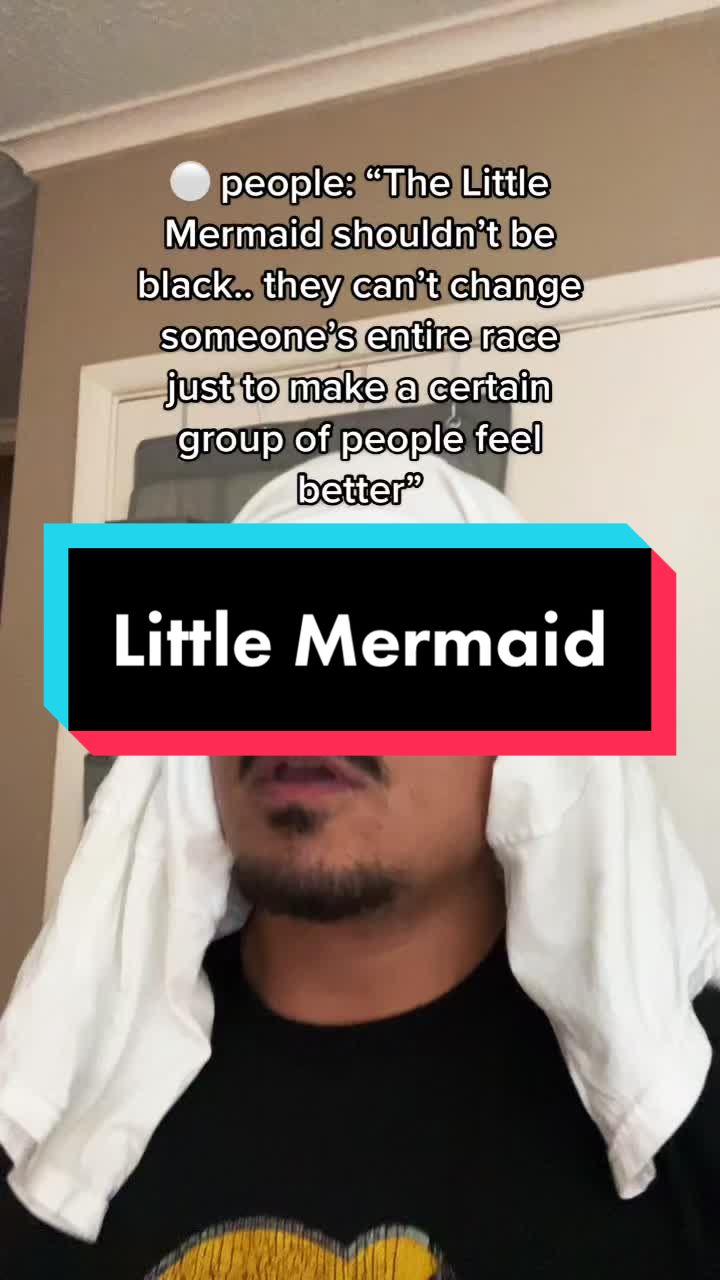 ⚪ people: “The Little
Mermaid shouldn’t be
black.. they can’t change
someone’s entire race
just to make a certain
group of people feel
better”
Little Mermaid